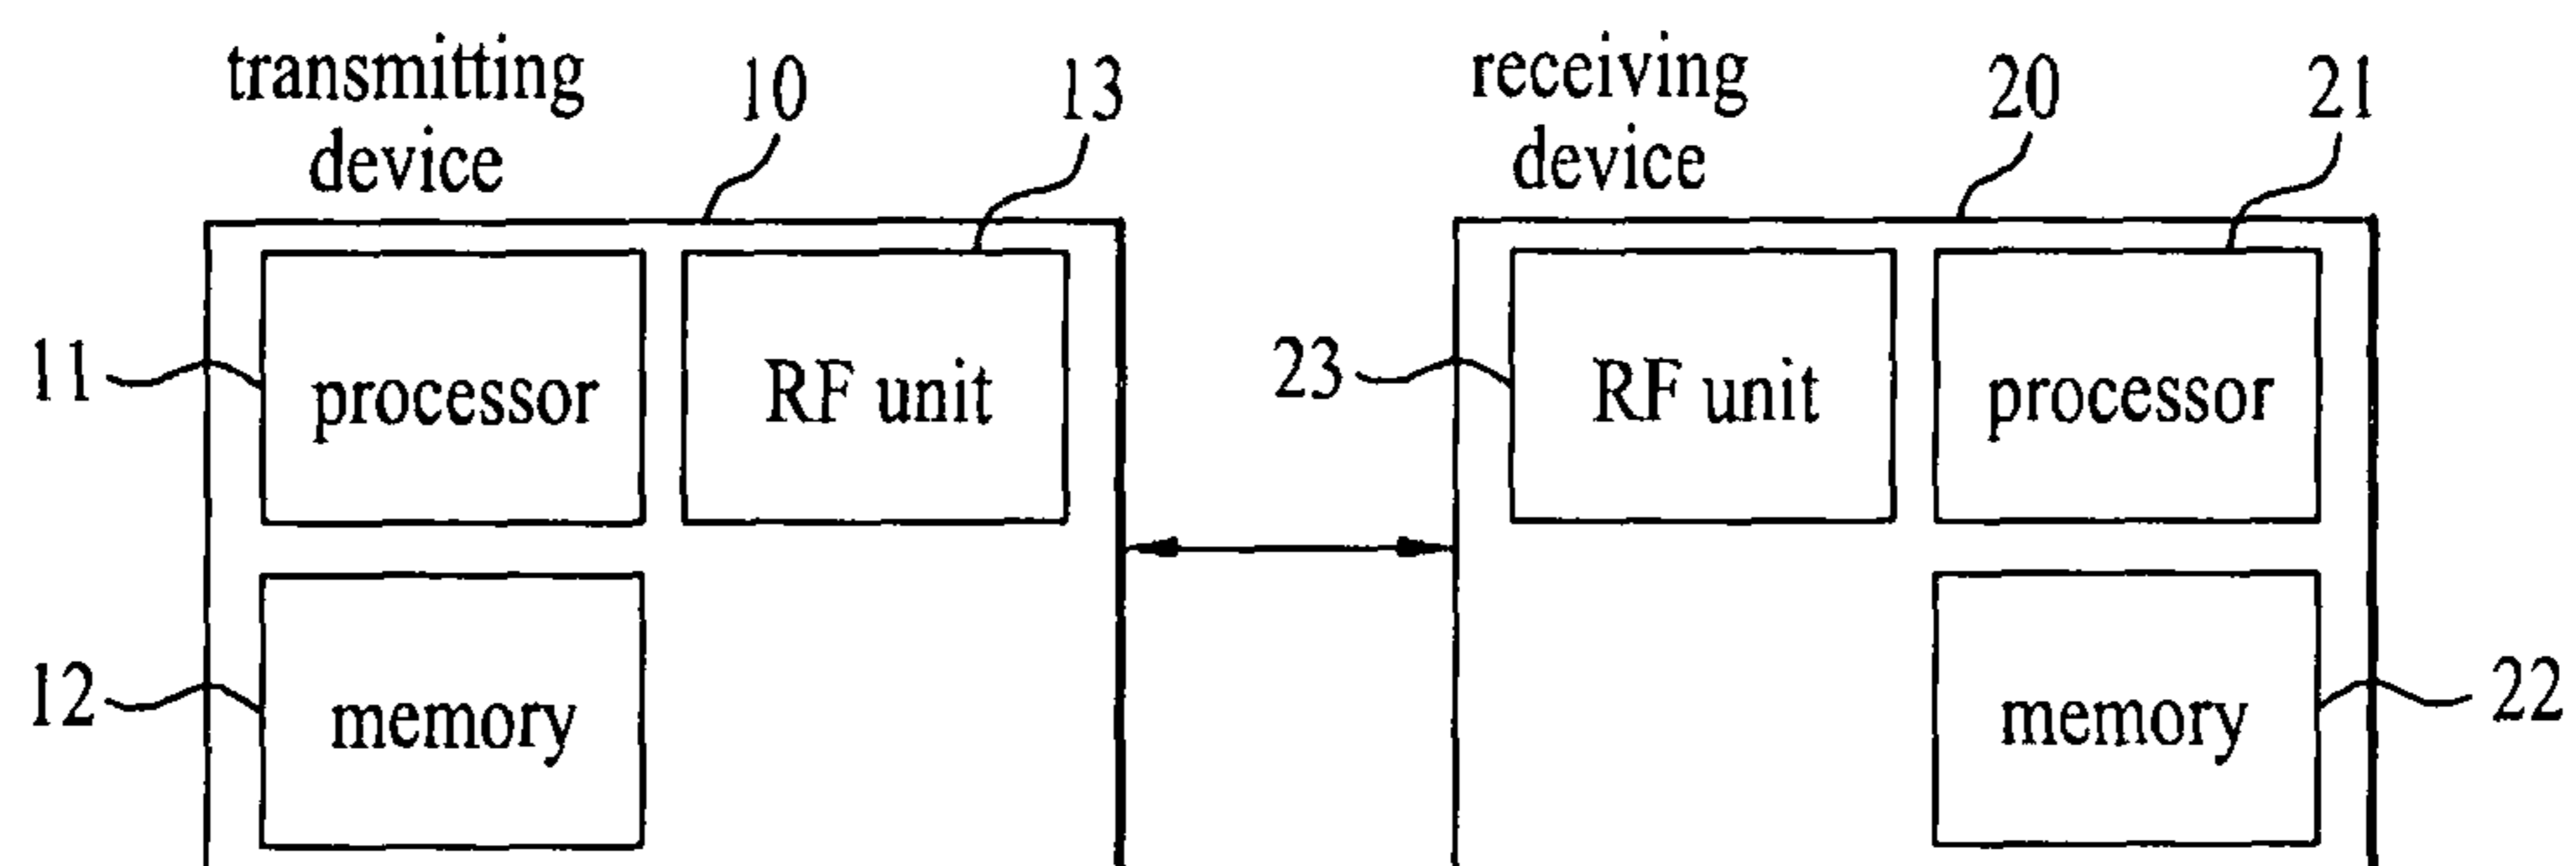 transmitting
device
10
13
receiving
device
20
21
11
processor
RF unit
23
RF unit
processor
12
memory
memory
22